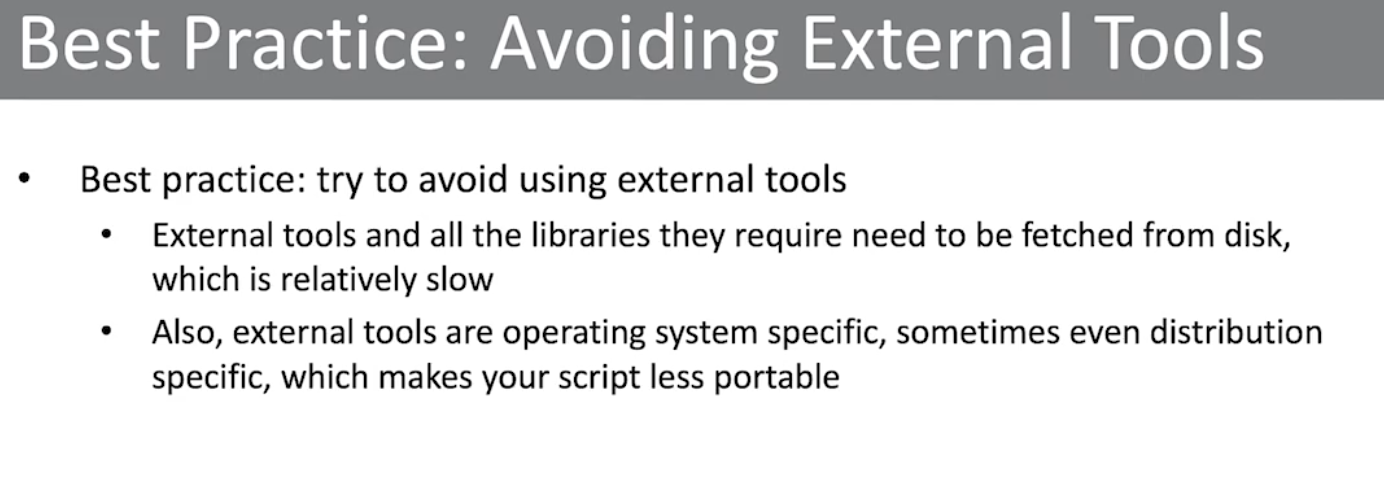 Best Practice: Avoiding External Tools
• Best practice: try to avoid using external tools
• External tools and all the libraries they require need to be fetched from disk,
which is relatively slow
• Also, external tools are operating system specific, sometimes even distribution
specific, which makes your script less portable